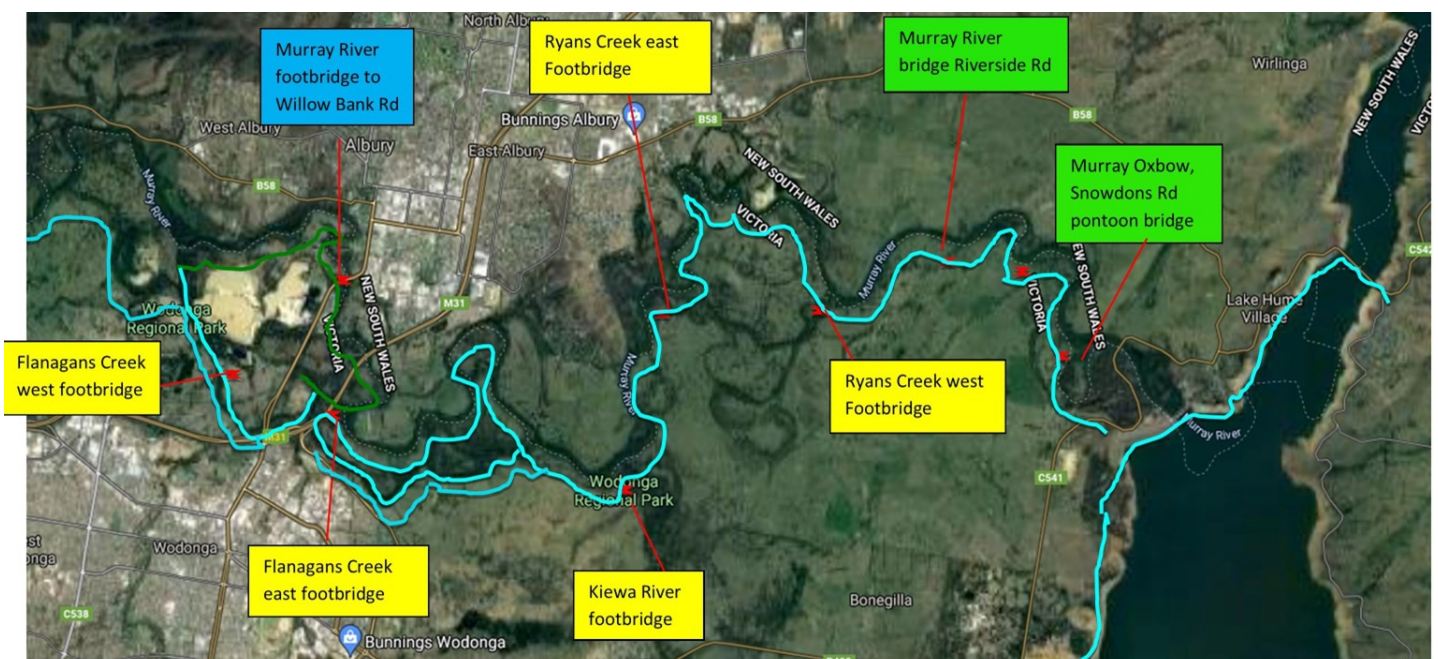 North Albury
Murray River
footbridge to
Willow Bank Rd
Ryans Creek east
Footbridge
Murray River
bridge Riverside Rd
Wirlinga
NEW SOUTH WALES
B58
Bunnings Albury
B58
West Albury
Albury
East Albury
NEW SOUTH WALES
VICTORIA
Murray Oxbow,
Snowdons Rd
pontoon bridge
B58
Murray River
C542
Murray River
NEW SOUTH WALES
VICTORIA
NEW SOUTH WALES
VICTORIA
M31
Lake Hume
Village
Wodonga
Regional Park
Flanagans Creek
west footbridge
Murray River
Ryans Creek west
Footbridge
M31
Murray River
C541
Wodonga
Regional Park
Wodonga
Flanagans Creek
east footbridge
Kiewa River
footbridge
Bonegilla
C538
Bunnings Wodonga